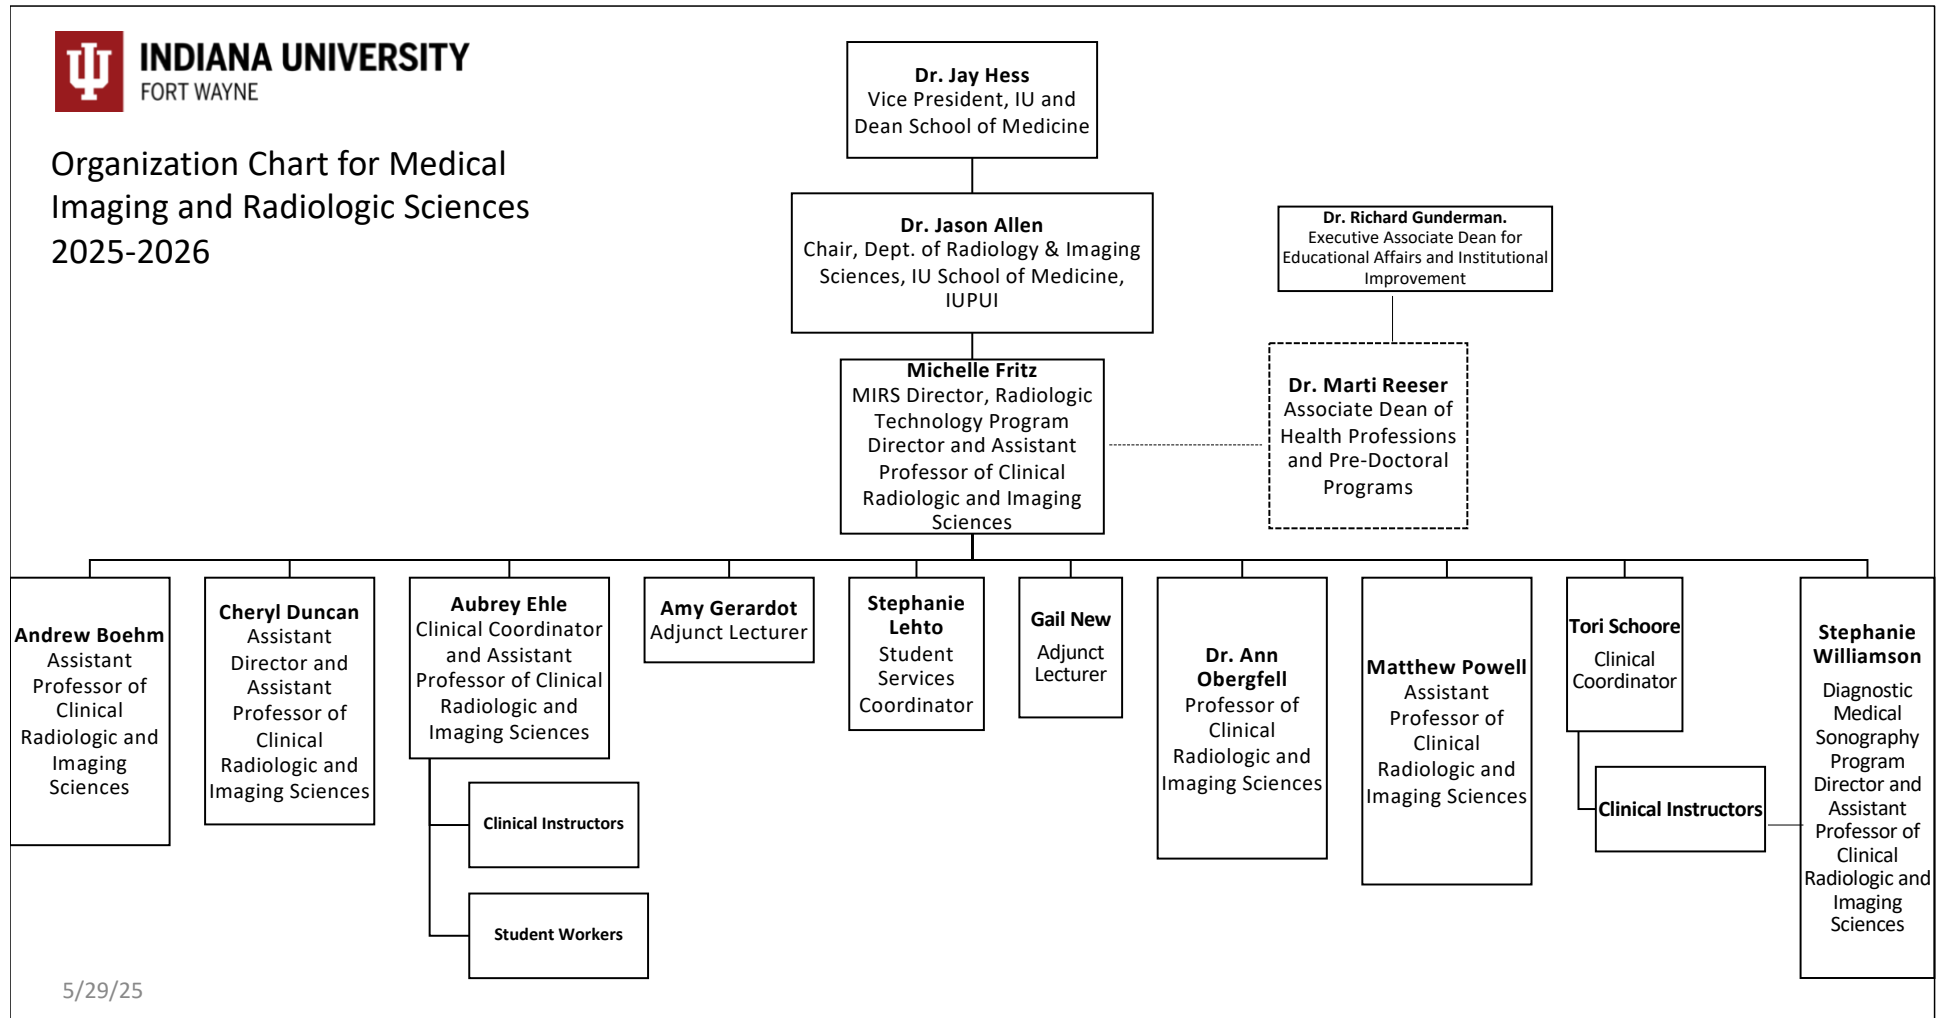 INDIANA UNIVERSITY
FORT WAYNE
Organization Chart for Medical
Imaging and Radiologic Sciences
2025-2026
Dr. Jay Hess
Vice President, IU and
Dean School of Medicine
Dr. Jason Allen
Chair, Dept. of Radiology & Imaging
Sciences, IU School of Medicine,
IUPUI
Dr. Richard Gunderman.
Executive Associate Dean for
Educational Affairs and Institutional
Improvement
Michelle Fritz
MIRS Director, Radiologic
Technology Program
Director and Assistant
Professor of Clinical
Radiologic and Imaging
Sciences
Dr. Marti Reeser
Associate Dean of
Health Professions
and Pre-Doctoral
Programs
Andrew Boehm
Assistant
Professor of
Clinical
Radiologic and
Imaging
Sciences
Cheryl Duncan
Assistant
Director and
Assistant
Professor of
Clinical
Radiologic and
Imaging Sciences
Aubrey Ehle
Clinical Coordinator
and Assistant
Professor of Clinical
Radiologic and
Imaging Sciences
Clinical Instructors
Student Workers
Amy Gerardot
Adjunct Lecturer
Stephanie
Lehto
Student
Services
Coordinator
Gail New
Adjunct
Lecturer
Dr. Ann
Obergfell
Professor of
Clinical
Radiologic and
Imaging Sciences
Matthew Powell
Assistant
Professor of
Clinical
Radiologic and
Imaging Sciences
Tori Schoore
Clinical
Coordinator
Clinical Instructors
Stephanie
Williamson
Diagnostic
Medical
Sonography
Program
Director and
Assistant
Professor of
Clinical
Radiologic and
Imaging
Sciences
5/29/25